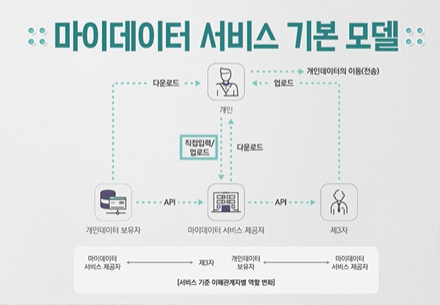 마이데이터 서비스 기본 모델
개인데이터의 이동(전송)
다운로드
업로드
개인
직접입력/
업로드
다운로드
API
API
개인데이터 보유자
마이데이터 서비스 제공자
제3자
마이데이터
서비스 제공자
제3자
개인데이터
보유자
마이데이터
서비스 제공자
[서비스 기준 이해관계자별 역할 변화]